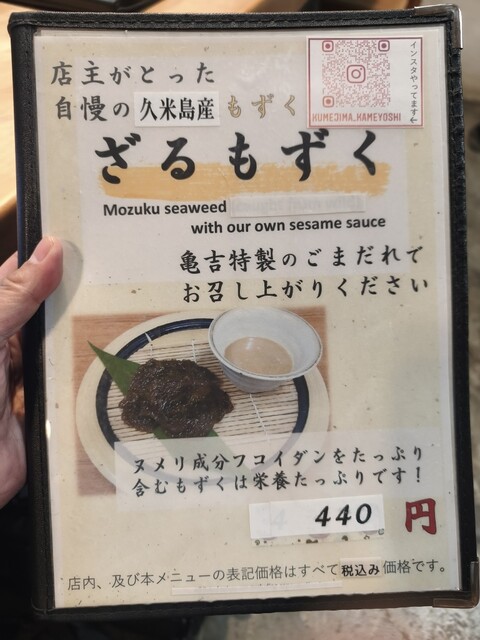 店主がとった
自慢の久米島産もずく
インスタやってます←
KUMEJIMA_KAMEYOSHI
ざるもずく
Mozuku seaweed
with our own sesame sauce
亀吉特製のごまだれで
お召し上がりください
ヌメリ成分フコイダンをたっぷり
含むもずくは栄養たっぷりです！
440円
店内、及び本メニューの表記価格はすべて税込み価格です。